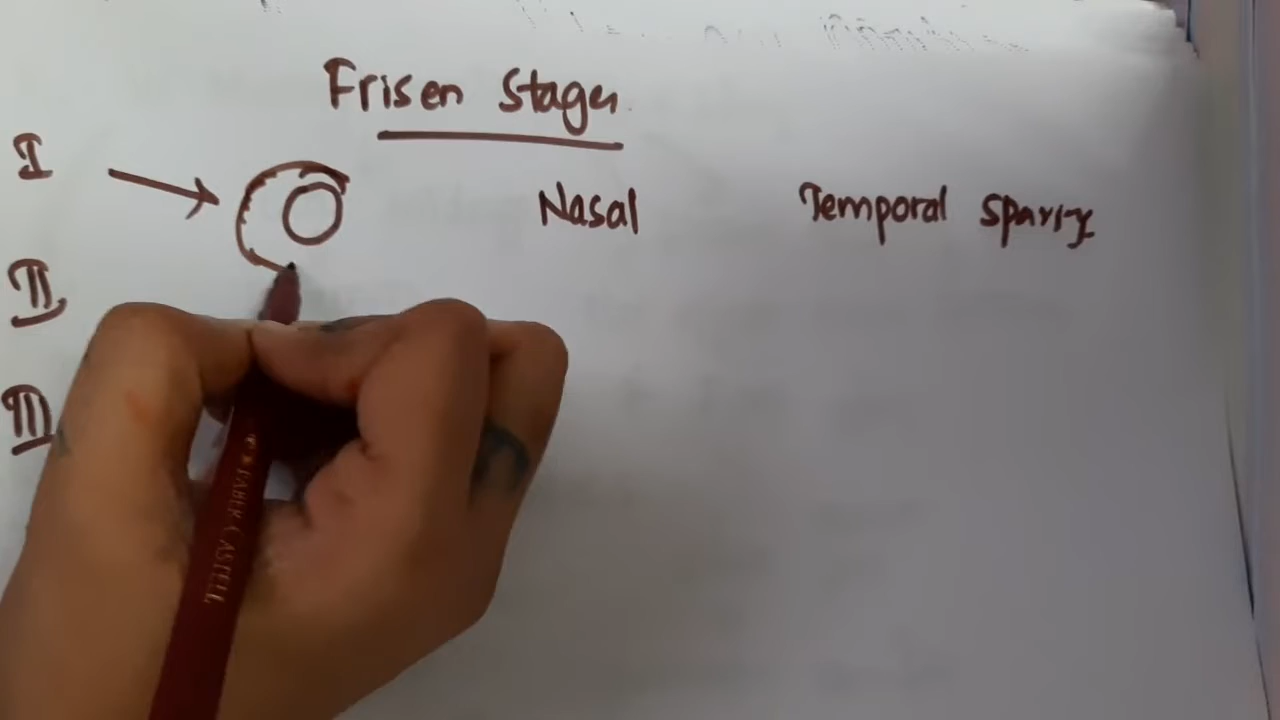 Frisen Stages
I Nasal Temporal sparing
II
III
FABER CASTELL